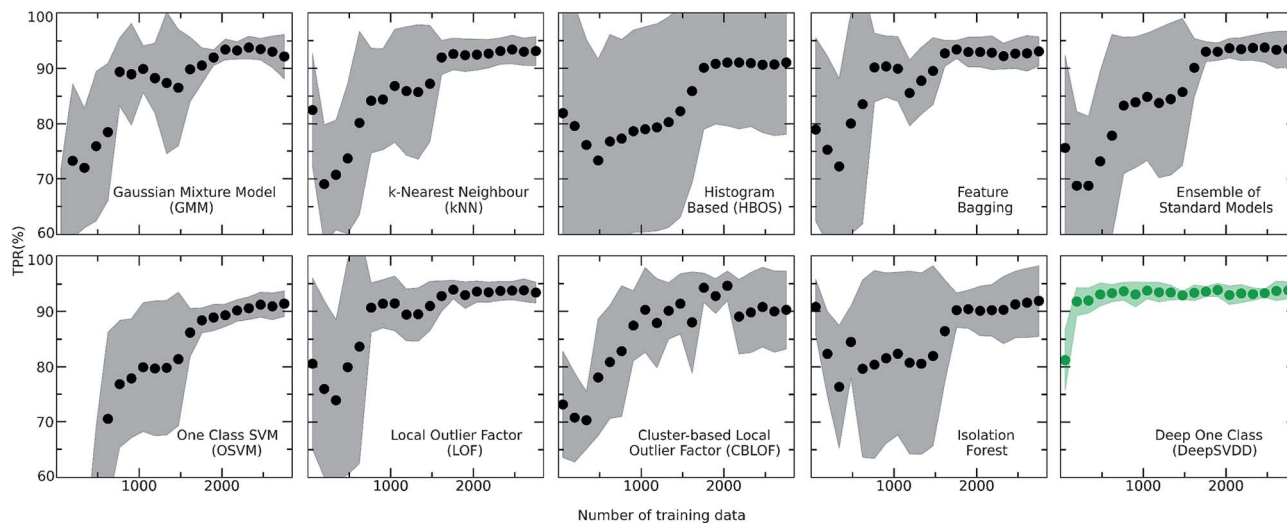 100
90
80
70
60
Gaussian Mixture Model
(GMM)
k-Nearest Neighbour
(kNN)
Histogram
Based (HBOS)
Feature
Bagging
Ensemble of
Standard Models
TPR(%)
100
90
80
70
60
One Class SVM
(OSVM)
Local Outlier Factor
(LOF)
Cluster-based Local
Outlier Factor (CBLOF)
Isolation
Forest
Deep One Class
(DeepSVDD)
1000 2000 1000 2000 1000 2000 1000 2000 1000 2000
Number of training data